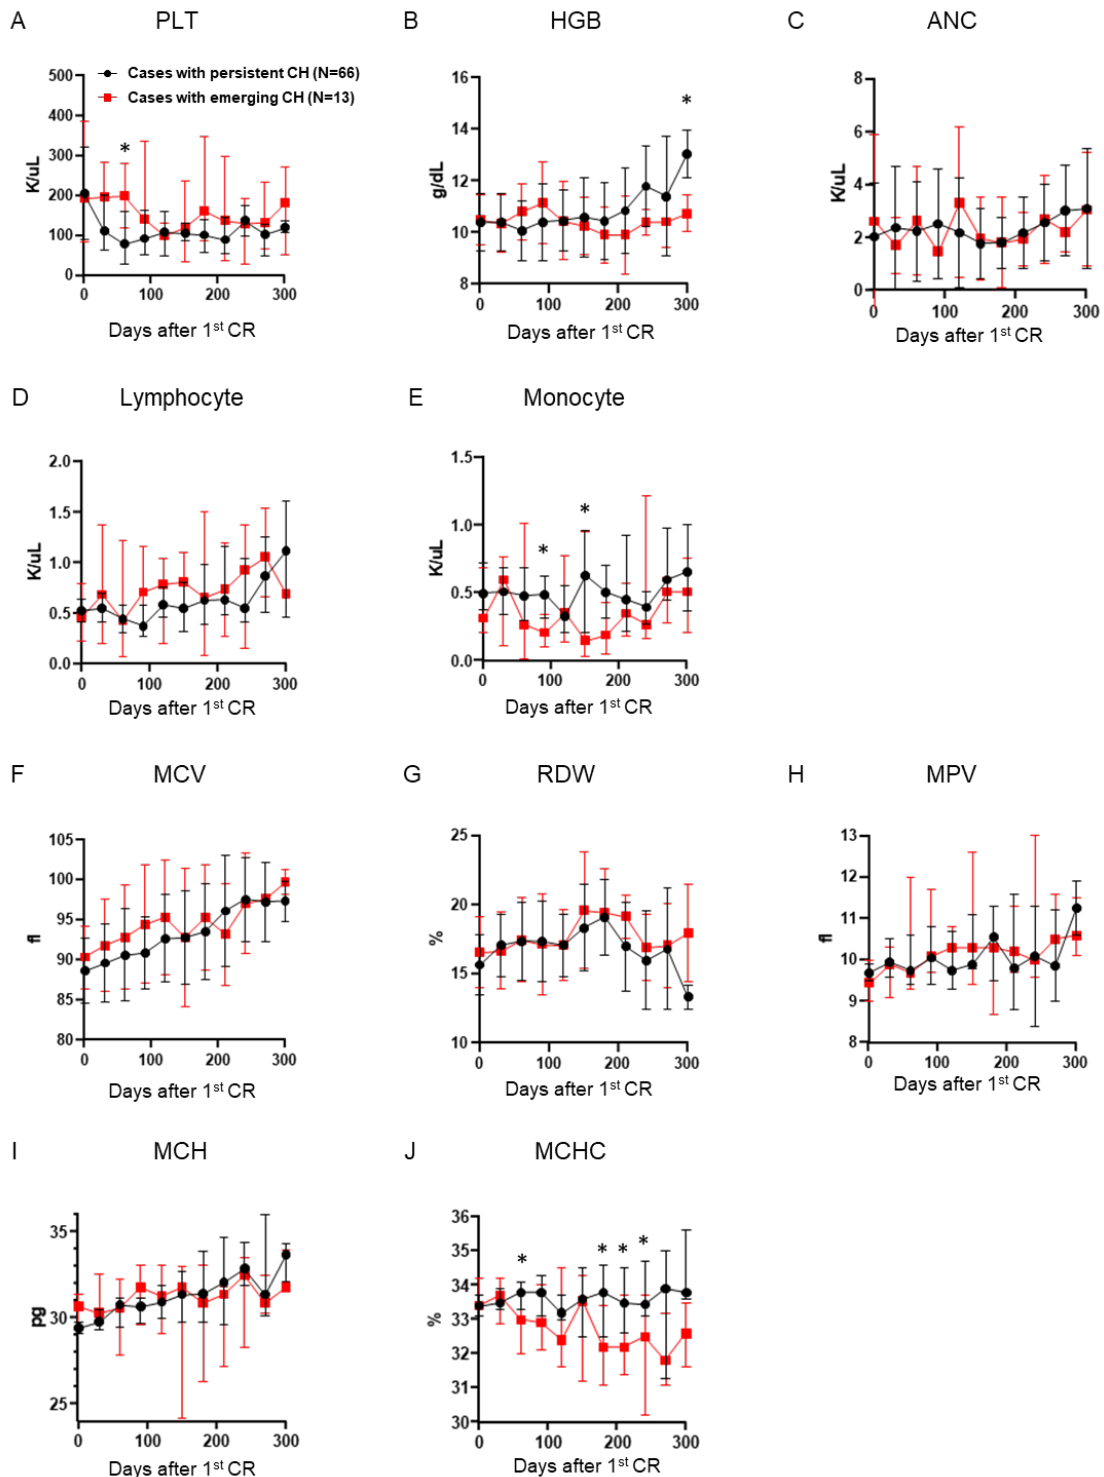 A PLT B HGB C ANC
Cases with persistent CH (N=66)
Cases with emerging CH (N=13)
500
400
300
200
100
0
K/uL
*
0 100 200 300
Days after 1st CR
16
14
12
10
8
g/dL
*
0 100 200 300
Days after 1st CR
8
6
4
2
0
K/uL
0 100 200 300
Days after 1st CR
D Lymphocyte E Monocyte
2.0
1.5
1.0
0.5
0.0
K/uL
0 100 200 300
Days after 1st CR
1.5
1.0
0.5
0.0
K/uL
* *
0 100 200 300
Days after 1st CR
F MCV G RDW H MPV
105
100
95
90
85
80
fl
0 100 200 300
Days after 1st CR
25
20
15
10
%
0 100 200 300
Days after 1st CR
13
12
11
10
9
8
fl
0 100 200 300
Days after 1st CR
I MCH J MCHC
35
30
25
pg
0 100 200 300
Days after 1st CR
36
35
34
33
32
31
30
%
* * * *
0 100 200 300
Days after 1st CR